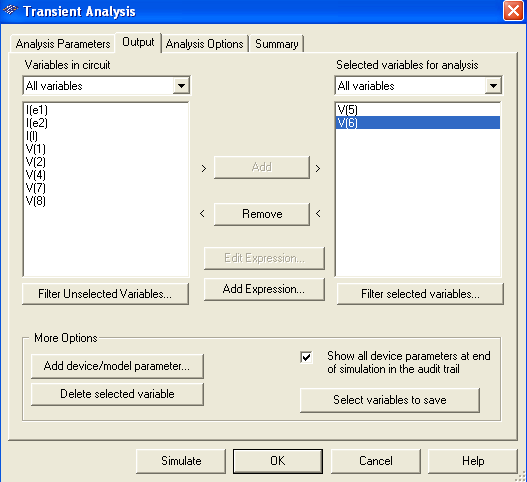 Transient Analysis
Analysis Parameters Output Analysis Options Summary
Variables in circuit
All variables
I(e1)
I(e2)
I(l)
V(1)
V(2)
V(4)
V(7)
V(8)
Filter Unselected Variables...
> Add >
< Remove <
Edit Expression...
Add Expression...
Selected variables for analysis
All variables
V(5)
V(6)
Filter selected variables...
More Options
Add device/model parameter...
Delete selected variable
Show all device parameters at end
of simulation in the audit trail
Select variables to save
Simulate OK Cancel Help